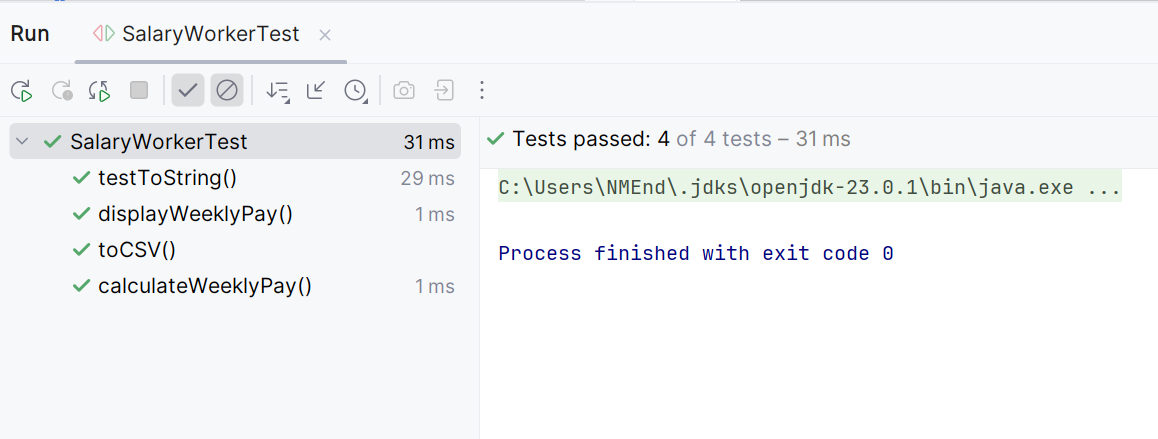 Run SalaryWorkerTest
SalaryWorkerTest 31 ms
testToString() 29 ms
displayWeeklyPay() 1 ms
toCSV()
calculateWeeklyPay() 1 ms
Tests passed: 4 of 4 tests – 31 ms
C:\Users\NMEnd\.jdks\openjdk-23.0.1\bin\java.exe ...
Process finished with exit code 0